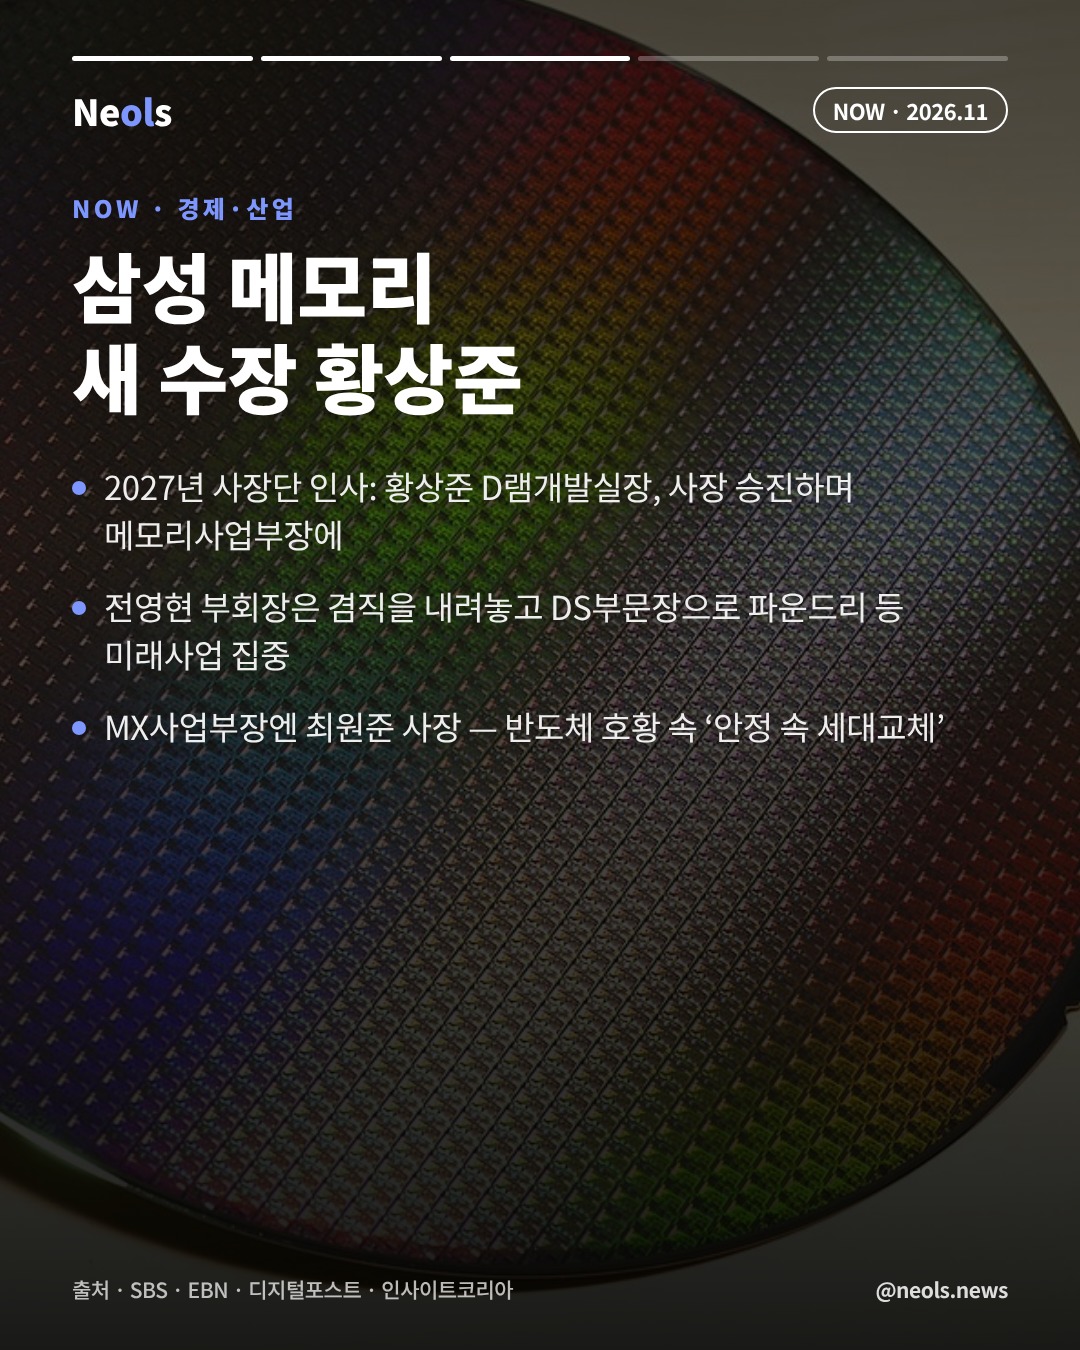 Neols
NOW · 2026.11
NOW · 경제·산업
삼성 메모리
새 수장 황상준
2027년 사장단 인사: 황상준 D램개발실장, 사장 승진하며
메모리사업부장에
전영현 부회장은 겸직을 내려놓고 DS부문장으로 파운드리 등
미래사업 집중
MX사업부장엔 최원준 사장 — 반도체 호황 속 ‘안정 속 세대교체’
출처 · SBS · EBN · 디지털포스트 · 인사이트코리아
@neols.news